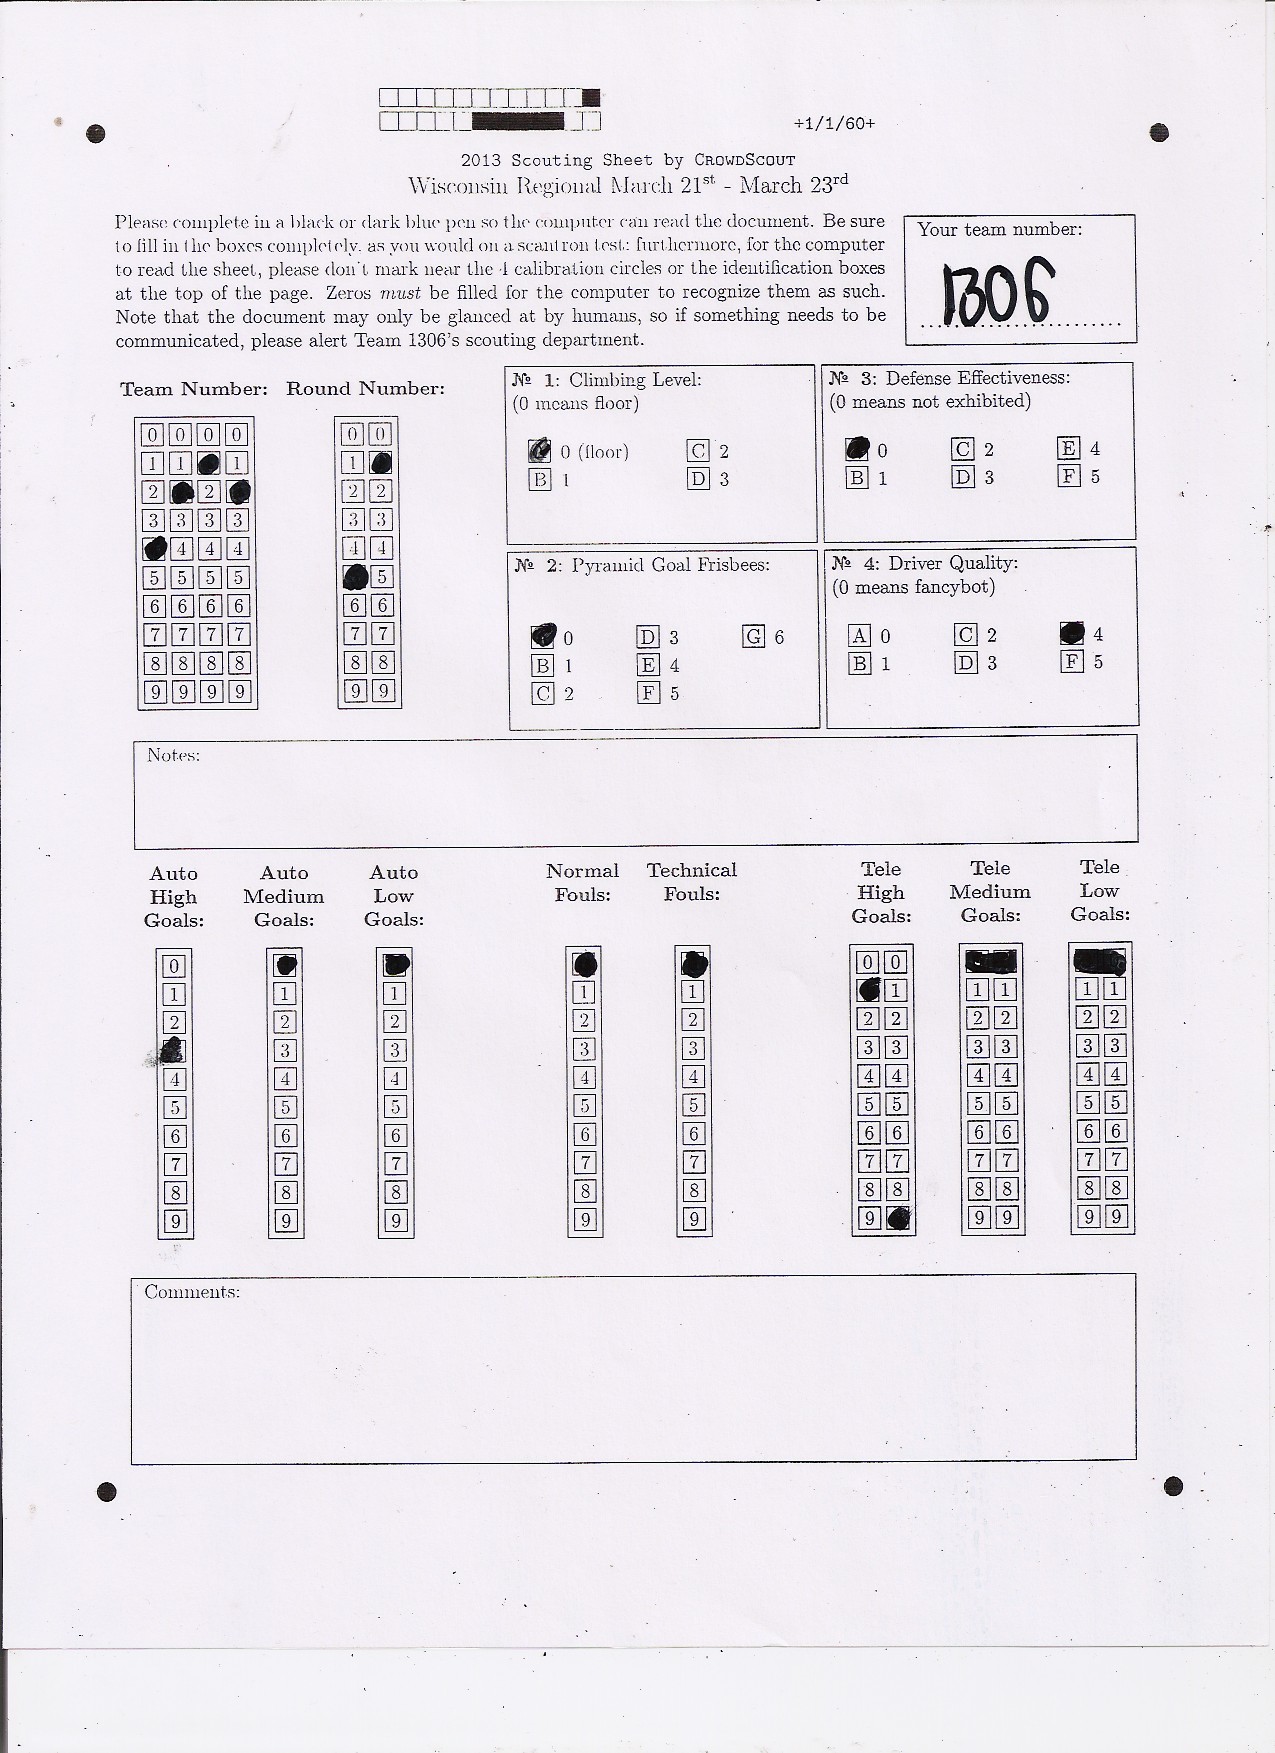 +1/1/60+
2013 Scouting Sheet by CROWDSCOUT
Wisconsin Regional March 21st - March 23rd
Please complete in a black or dark blue pen so the computer can read the document. Be sure
to fill in the boxes completely, as you would on a scantron test; furthermore, for the computer
to read the sheet, please don't mark near the 4 calibration circles or the identification boxes
at the top of the page. Zeros must be filled for the computer to recognize them as such.
Note that the document may only be glanced at by humans, so if something needs to be
communicated, please alert Team 1306's scouting department.
Your team number:
1306
Team Number: Round Number:
0 0 0 0 0 0
1 1 1 1
2 2 2 2
3 3 3 3 3 3
4 4 4 4 4
5 5 5 5 5
6 6 6 6 6 6
7 7 7 7 7 7
8 8 8 8 8 8
9 9 9 9 9 9
№ 1: Climbing Level:
(0 means floor)
0 (floor) C 2
B 1 D 3
№ 3: Defense Effectiveness:
(0 means not exhibited)
0 C 2 E 4
B 1 D 3 F 5
№ 2: Pyramid Goal Frisbees:
0 D 3 G 6
B 1 E 4
C 2 F 5
№ 4: Driver Quality:
(0 means fancybot)
A 0 C 2 4
B 1 D 3 F 5
Notes:
Auto Auto Auto Normal Technical Tele Tele Tele
High Medium Low Fouls: Fouls: High Medium Low
Goals: Goals: Goals: Goals: Goals: Goals:
0 0 0
1 1 1 1 1 1 1 1 1 1
2 2 2 2 2 2 2 2 2 2 2
3 3 3 3 3 3 3 3 3 3
4 4 4 4 4 4 4 4 4 4 4
5 5 5 5 5 5 5 5 5 5 5
6 6 6 6 6 6 6 6 6 6 6
7 7 7 7 7 7 7 7 7 7 7
8 8 8 8 8 8 8 8 8 8 8
9 9 9 9 9 9 9 9 9 9
Comments: